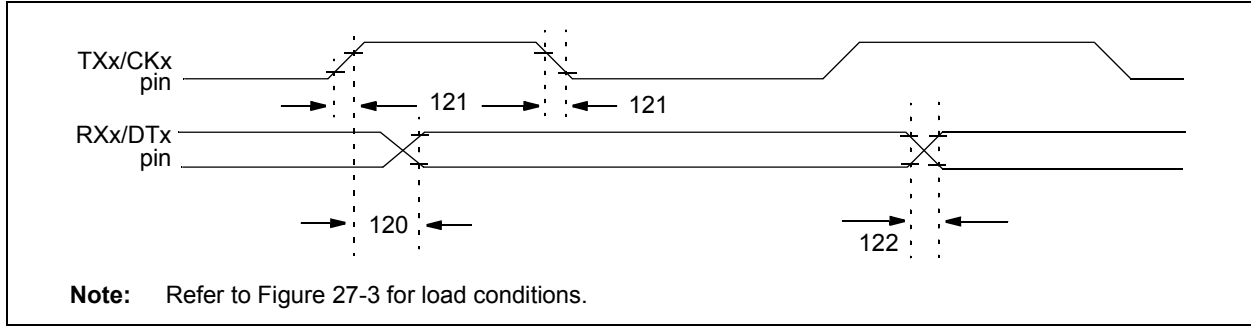 TXx/CKx
pin
121
121
RXx/DTx
pin
120
122
Note: Refer to Figure 27-3 for load conditions.